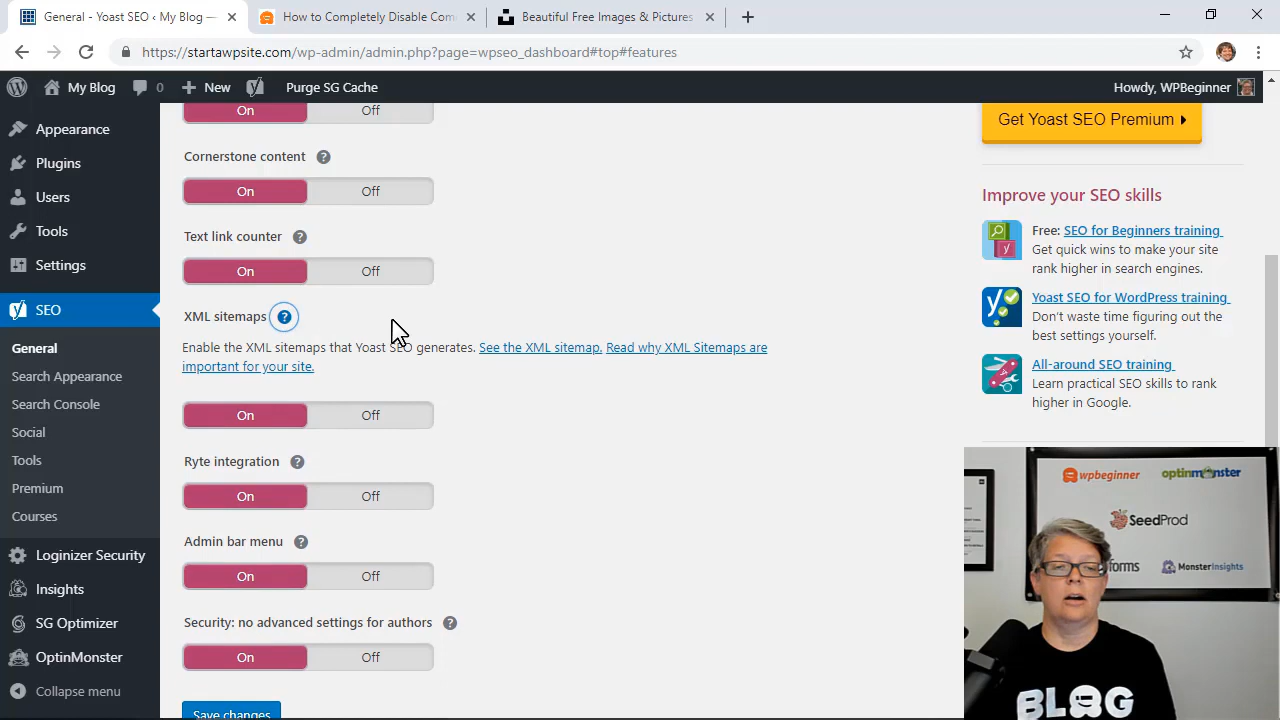 General - Yoast SEO ‹ My Blog —
How to Completely Disable Com
Beautiful Free Images & Pictures
https://startawpsite.com/wp-admin/admin.php?page=wpseo_dashboard#top#features
My Blog
0
New
Purge SG Cache
Howdy, WPBeginner
Appearance
Plugins
Users
Tools
Settings
SEO
General
Search Appearance
Search Console
Social
Tools
Premium
Courses
Loginizer Security
Insights
SG Optimizer
OptinMonster
Collapse menu
On Off
Cornerstone content ?
On Off
Text link counter ?
On Off
XML sitemaps ?
Enable the XML sitemaps that Yoast SEO generates. See the XML sitemap. Read why XML Sitemaps are
important for your site.
On Off
Ryte integration ?
On Off
Admin bar menu ?
On Off
Security: no advanced settings for authors ?
On Off
Save changes
Get Yoast SEO Premium
Improve your SEO skills
Free: SEO for Beginners training
Get quick wins to make your site
rank higher in search engines.
Yoast SEO for WordPress training
Don't waste time figuring out the
best settings yourself.
All-around SEO training
Learn practical SEO skills to rank
higher in Google.
wpbeginner
optinmonster
SeedProd
forms
MonsterInsights
BLOG